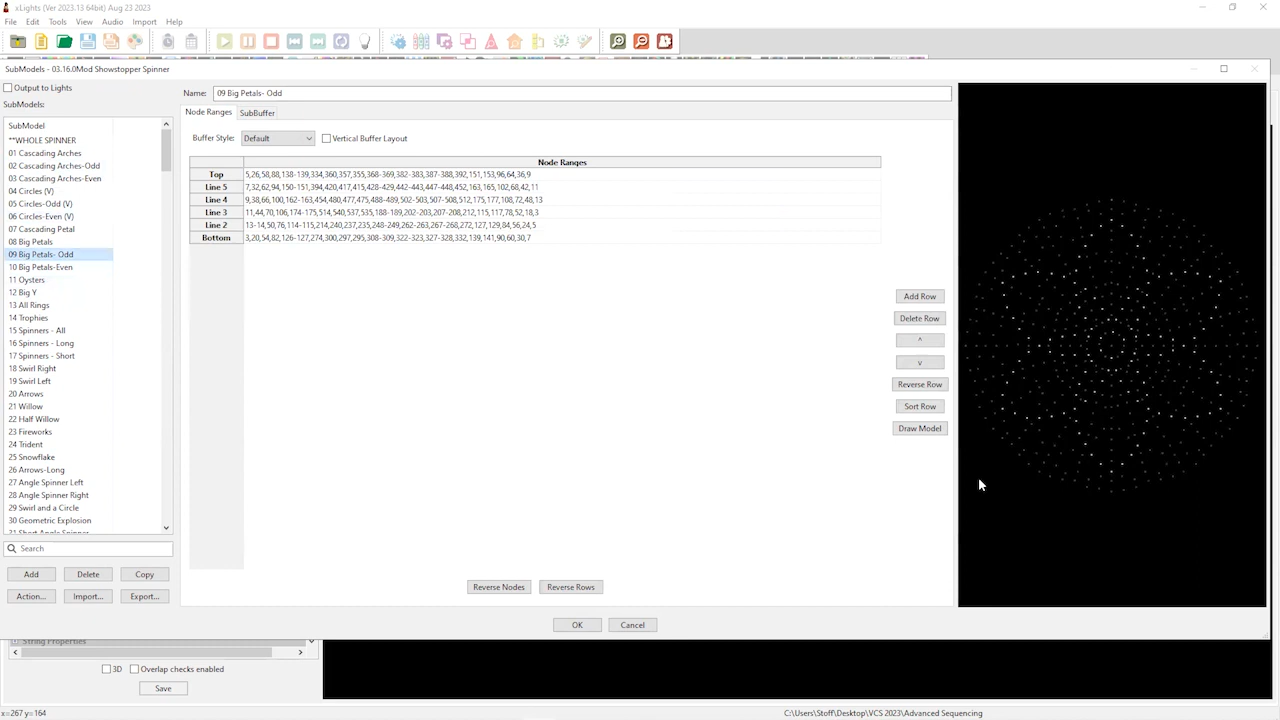 xLights (Ver 2023.13 64bit) Aug 23 2023
File Edit Tools View Audio Import Help
SubModels - 03.16.0Mod Showstopper Spinner
Output to Lights
SubModels:
SubModel
**WHOLE SPINNER
01 Cascading Arches
02 Cascading Arches-Odd
03 Cascading Arches-Even
04 Circles (V)
05 Circles-Odd (V)
06 Circles-Even (V)
07 Cascading Petal
08 Big Petals
09 Big Petals- Odd
10 Big Petals-Even
11 Oysters
12 Big Y
13 All Rings
14 Trophies
15 Spinners - All
16 Spinners - Long
17 Spinners - Short
18 Swirl Right
19 Swirl Left
20 Arrows
21 Willow
22 Half Willow
23 Fireworks
24 Trident
25 Snowflake
26 Arrows-Long
27 Angle Spinner Left
28 Angle Spinner Right
29 Swirl and a Circle
30 Geometric Explosion
31 Short Angle Spinner
Search
Add Delete Copy
Action... Import... Export...
Name: 09 Big Petals- Odd
Node Ranges SubBuffer
Buffer Style: Default Vertical Buffer Layout
Node Ranges
Top 5,26,58,88,138-139,334,360,357,355,368-369,382-383,387-388,392,151,153,96,64,36,9
Line 5 7,32,62,94,150-151,394,420,417,415,428-429,442-443,447-448,452,163,165,102,68,42,11
Line 4 9,38,66,100,162-163,454,480,477,475,488-489,502-503,507-508,512,175,177,108,72,48,13
Line 3 11,44,70,106,174-175,514,540,537,535,188-189,202-203,207-208,212,115,117,78,52,18,3
Line 2 13-14,50,76,114-115,214,240,237,235,248-249,262-263,267-268,272,127,129,84,56,24,5
Bottom 3,20,54,82,126-127,274,300,297,295,308-309,322-323,327-328,332,139,141,90,60,30,7
Add Row
Delete Row
^
v
Reverse Row
Sort Row
Draw Model
Reverse Nodes Reverse Rows
OK Cancel
String Properties
3D Overlap checks enabled
Save
x=267 y=164 C:\Users\Stoff\Desktop\VCS 2023\Advanced Sequencing